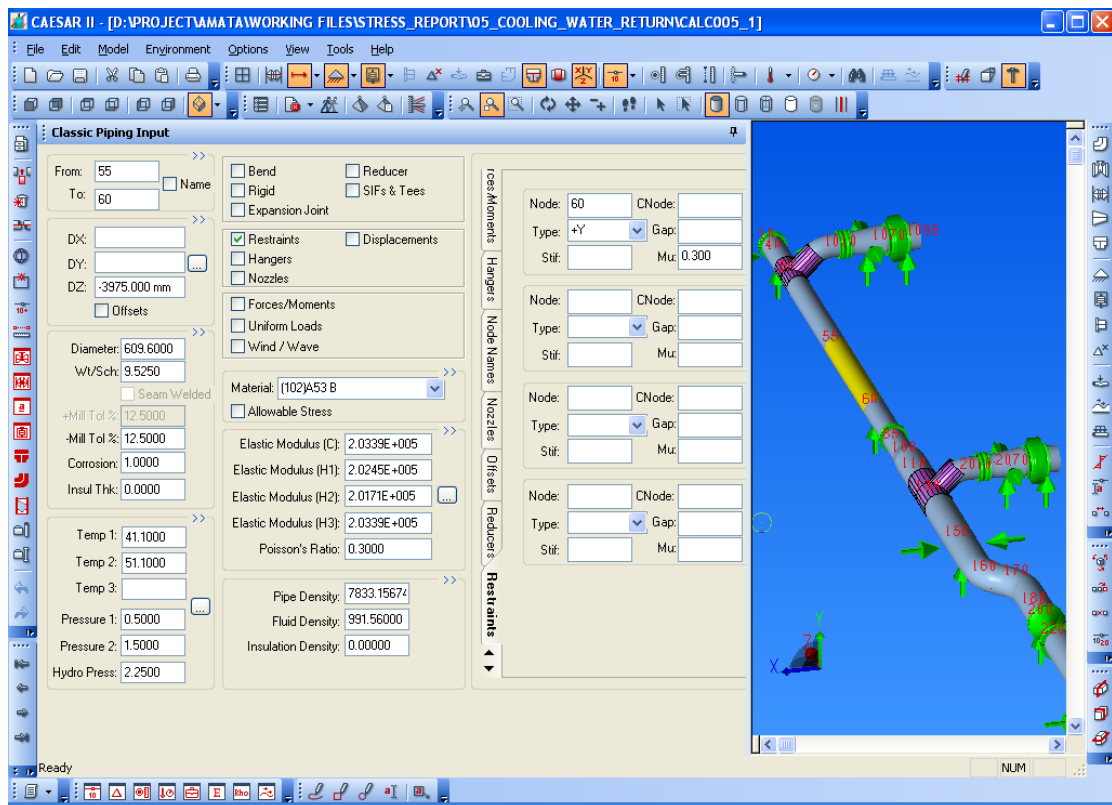 CAESAR II - [D:\PROJECT\AMATA\WORKING FILES\STRESS_REPORT\05_COOLING_WATER_RETURN\CALC005_1]
File Edit Model Environment Options View Tools Help
Classic Piping Input
From: 55
To: 60
Name
DX:
DY:
DZ: -3975.000 mm
Offsets
Diameter: 609.6000
Wt/Sch: 9.5250
Seam Welded
+Mill Tol %: 12.5000
-Mill Tol %: 12.5000
Corrosion: 1.0000
Insul Thk: 0.0000
Temp 1: 41.1000
Temp 2: 51.1000
Temp 3:
Pressure 1: 0.5000
Pressure 2: 1.5000
Hydro Press: 2.2500
Bend Reducer
Rigid SIFs & Tees
Expansion Joint
Restraints Displacements
Hangers
Nozzles
Forces/Moments
Uniform Loads
Wind / Wave
Material: (102)A53 B
Allowable Stress
Elastic Modulus (C): 2.0339E+005
Elastic Modulus (H1): 2.0245E+005
Elastic Modulus (H2): 2.0171E+005
Elastic Modulus (H3): 2.0339E+005
Poisson's Ratio: 0.3000
Pipe Density: 7833.15674
Fluid Density: 991.56000
Insulation Density: 0.00000
rces/Moments
Hangers
Node Names
Nozzles
Offsets
Reducers
Restraints
Node: 60 CNode:
Type: +Y Gap:
Stif: Mu: 0.300
Node: CNode:
Type: Gap:
Stif: Mu:
Node: CNode:
Type: Gap:
Stif: Mu:
Node: CNode:
Type: Gap:
Stif: Mu:
40
1070 1095
55
60
110
2070
150
160 170
180
200
220
Y
X
Z
Ready
NUM